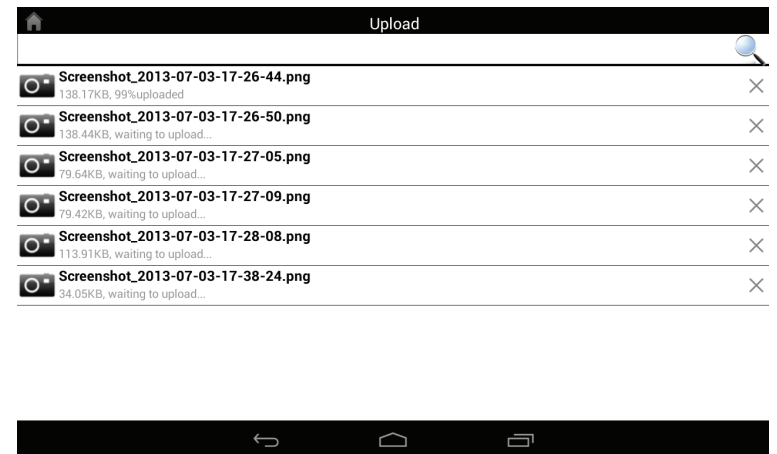 Upload
Screenshot_2013-07-03-17-26-44.png
138.17KB, 99%uploaded
Screenshot_2013-07-03-17-26-50.png
138.44KB, waiting to upload...
Screenshot_2013-07-03-17-27-05.png
79.64KB, waiting to upload...
Screenshot_2013-07-03-17-27-09.png
79.42KB, waiting to upload...
Screenshot_2013-07-03-17-28-08.png
113.91KB, waiting to upload...
Screenshot_2013-07-03-17-38-24.png
34.05KB, waiting to upload...